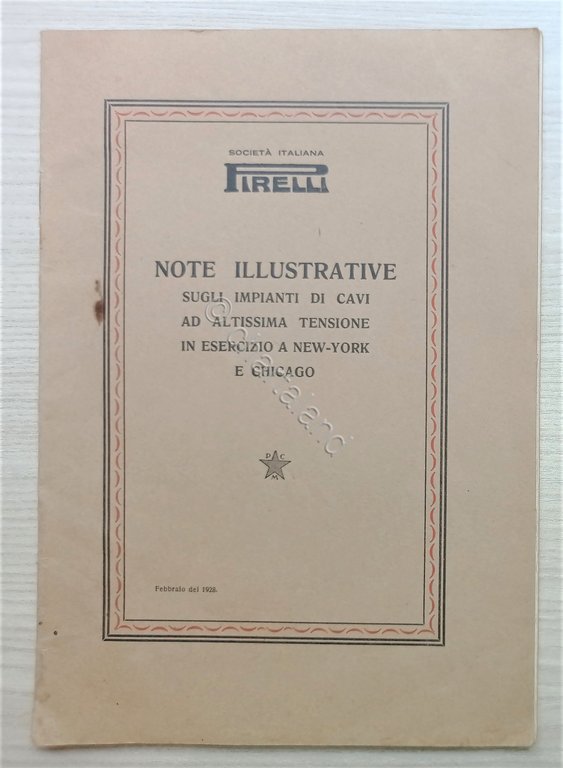 SOCIETÀ ITALIANA
PIRELLI
NOTE ILLUSTRATIVE
SUGLI IMPIANTI DI CAVI
AD ALTISSIMA TENSIONE
IN ESERCIZIO A NEW-YORK
E CHICAGO
P C
M
Febbraio del 1928.